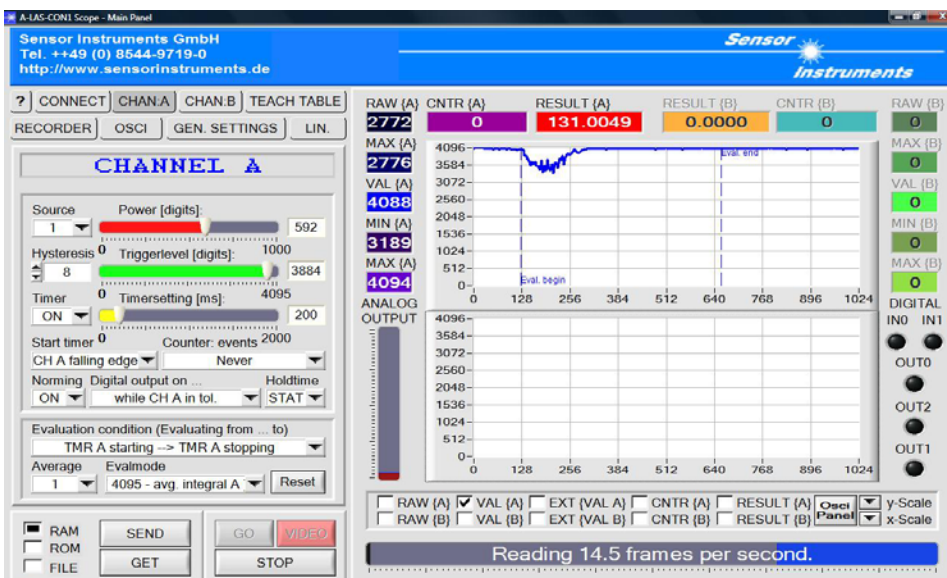 A-LAS-CON1 Scope - Main Panel
Sensor Instruments GmbH
Tel. ++49 (0) 8544-9719-0
http://www.sensorinstruments.de
Sensor
Instruments
? CONNECT CHAN:A CHAN:B TEACH TABLE
RECORDER OSCI GEN. SETTINGS LIN.
CHANNEL A
Source Power [digits]:
1 592
Hysteresis 0 Triggerlevel [digits]: 1000
8 3884
Timer 0 Timersetting [ms]: 4095
ON 200
Start timer 0 Counter: events 2000
CH A falling edge Never
Norming Digital output on ... Holdtime
ON while CH A in tol. STAT
Evaluation condition (Evaluating from ... to)
TMR A starting --> TMR A stopping
Average Evalmode
1 4095 - avg. integral A Reset
RAM
ROM
FILE
SEND GO VIDEO
GET STOP
RAW {A} CNTR {A} RESULT {A} RESULT {B} CNTR {B} RAW {B}
2772 0 131.0049 0.0000 0 0
MAX {A}
2776
VAL {A}
4088
MIN {A}
3189
MAX {A}
4094
ANALOG
OUTPUT
4096
3584
3072
2560
2048
1536
1024
512
0
Eval. begin
Eval. end
0 128 256 384 512 640 768 896 1024
4096
3584
3072
2560
2048
1536
1024
512
0
0 128 256 384 512 640 768 896 1024
MAX {B}
0
VAL {B}
0
MIN {B}
0
MAX {B}
0
DIGITAL
IN0 IN1
OUT0
OUT2
OUT1
RAW {A} VAL {A} EXT {VAL A} CNTR {A} RESULT {A}
RAW {B} VAL {B} EXT {VAL B} CNTR {B} RESULT {B}
Osci
Panel
y-Scale
x-Scale
Reading 14.5 frames per second.